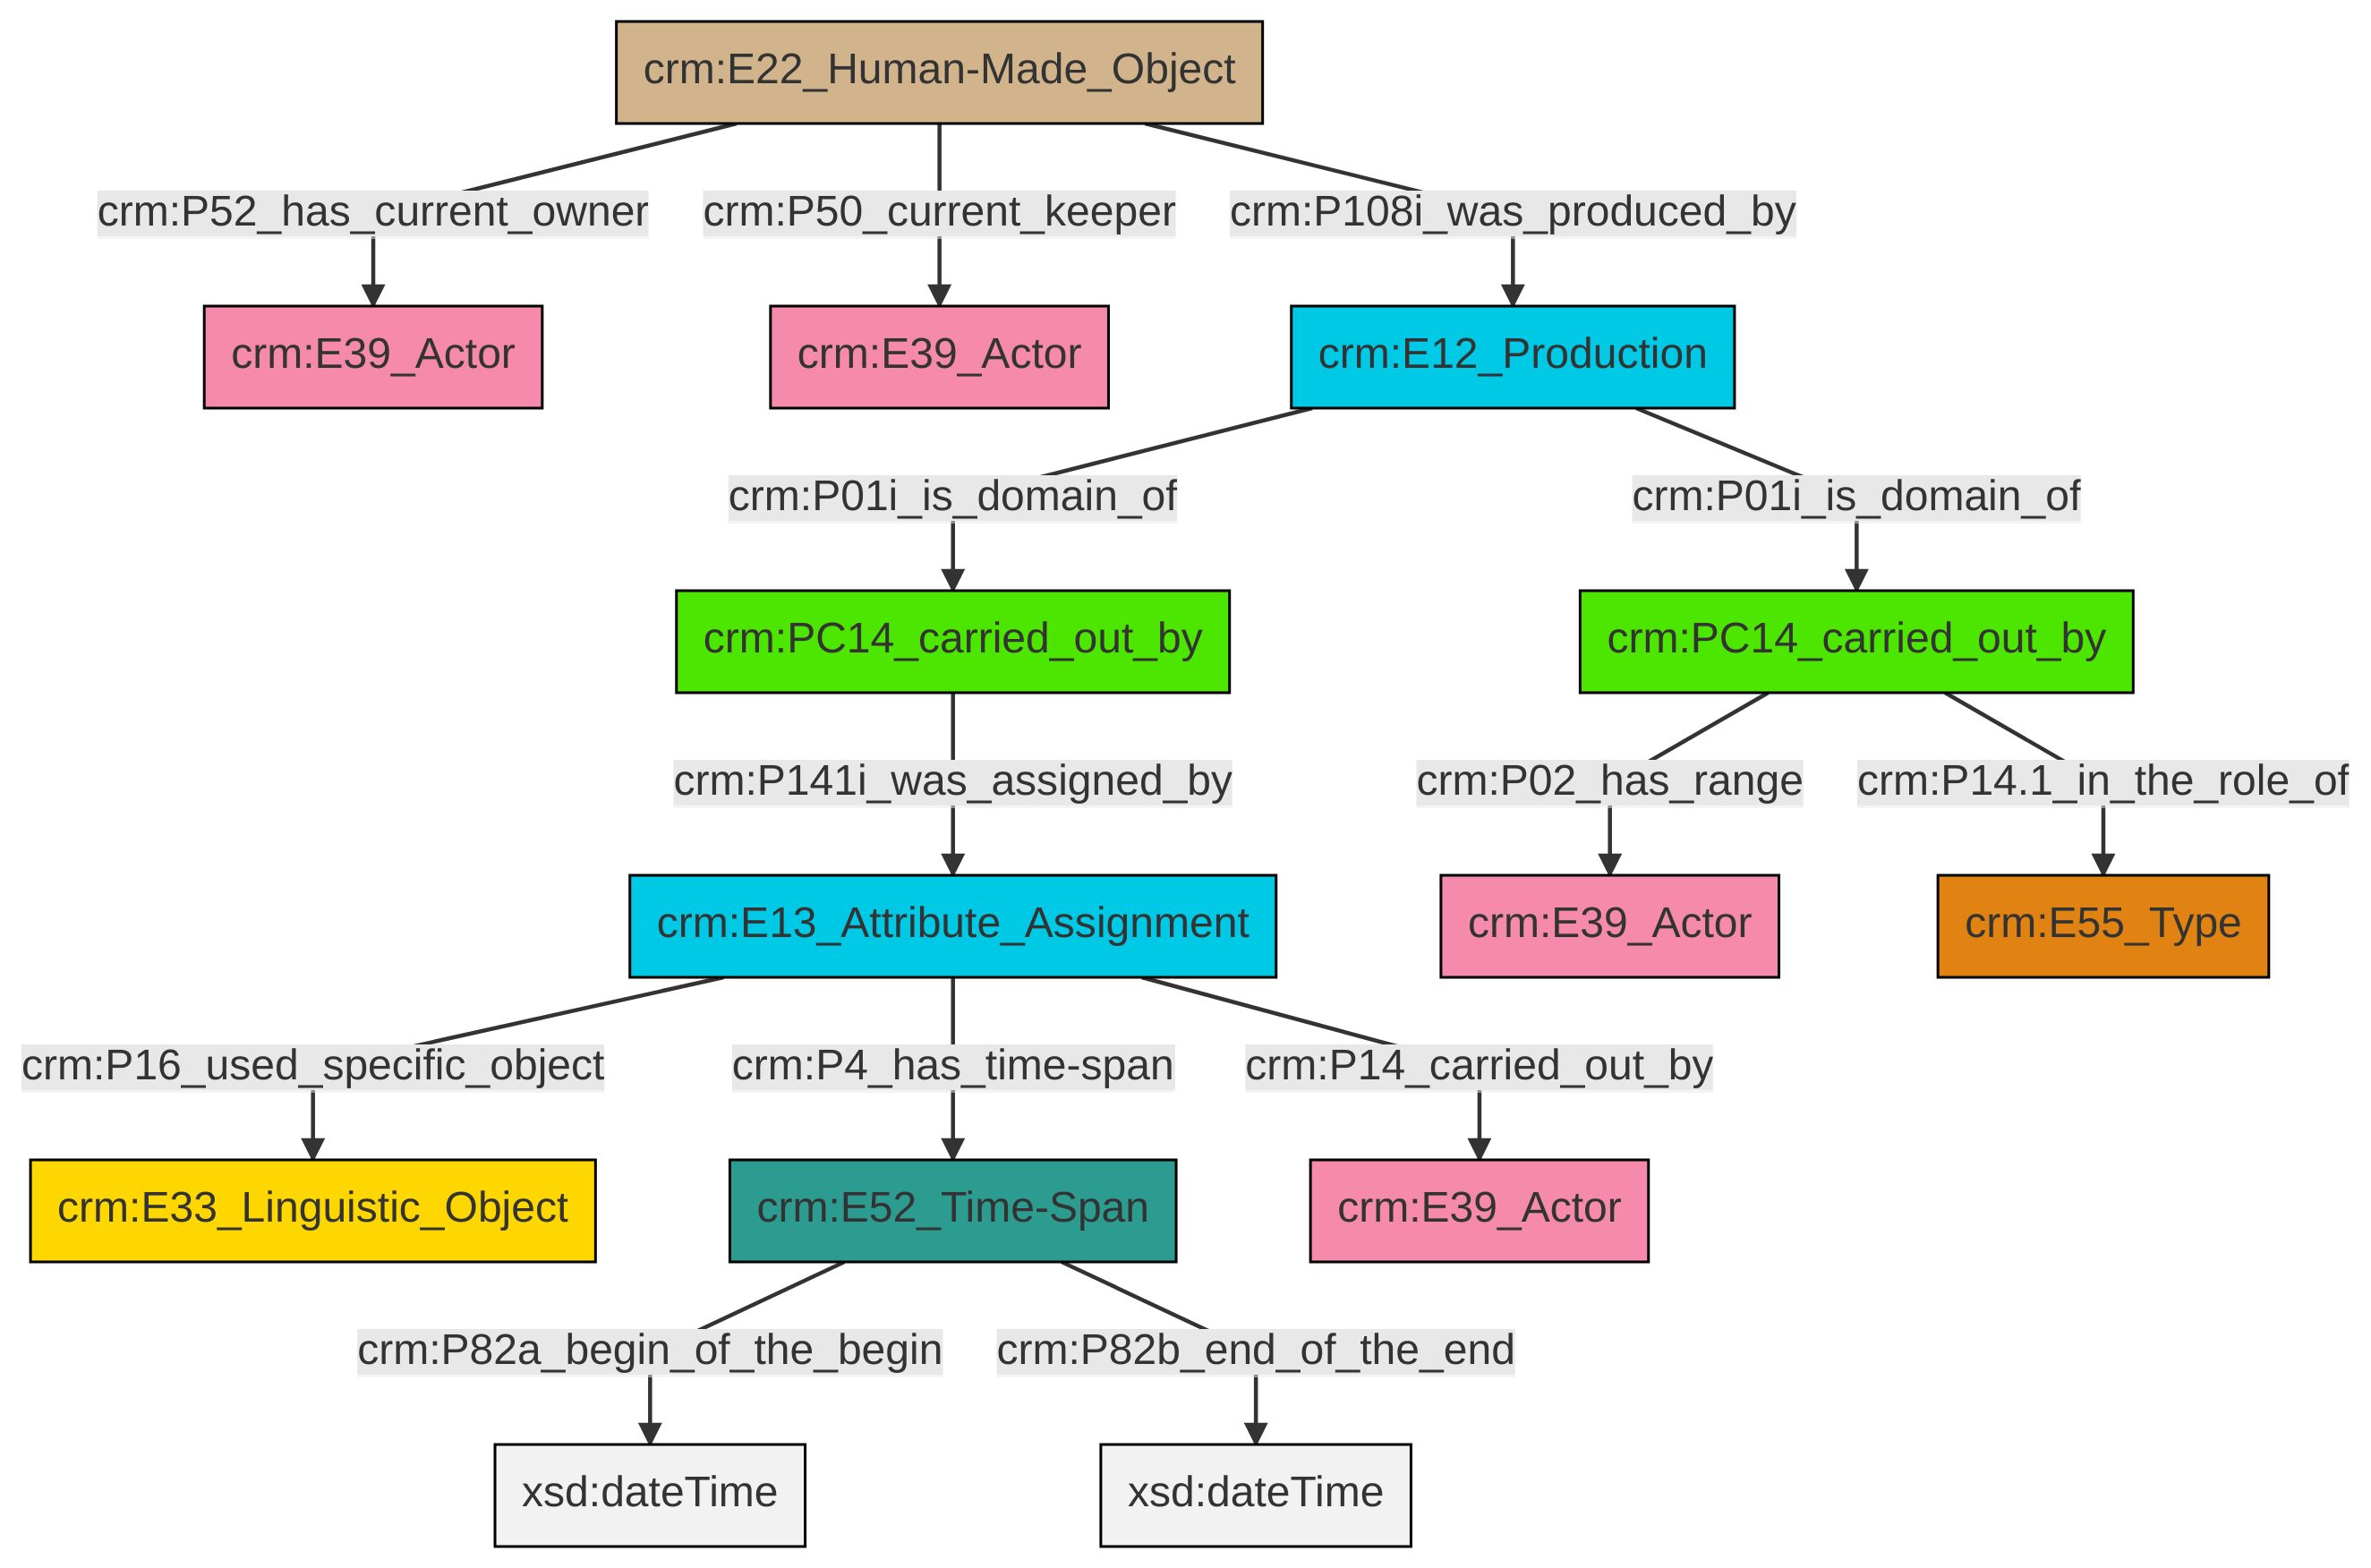 crm:E22_Human-Made_Object
crm:P52_has_current_owner
crm:P50_current_keeper
crm:P108i_was_produced_by
crm:E39_Actor
crm:E39_Actor
crm:E12_Production
crm:P01i_is_domain_of
crm:P01i_is_domain_of
crm:PC14_carried_out_by
crm:PC14_carried_out_by
crm:P141i_was_assigned_by
crm:P02_has_range
crm:P14.1_in_the_role_of
crm:E13_Attribute_Assignment
crm:E39_Actor
crm:E55_Type
crm:P16_used_specific_object
crm:P4_has_time-span
crm:P14_carried_out_by
crm:E33_Linguistic_Object
crm:E52_Time-Span
crm:E39_Actor
crm:P82a_begin_of_the_begin
crm:P82b_end_of_the_end
xsd:dateTime
xsd:dateTime